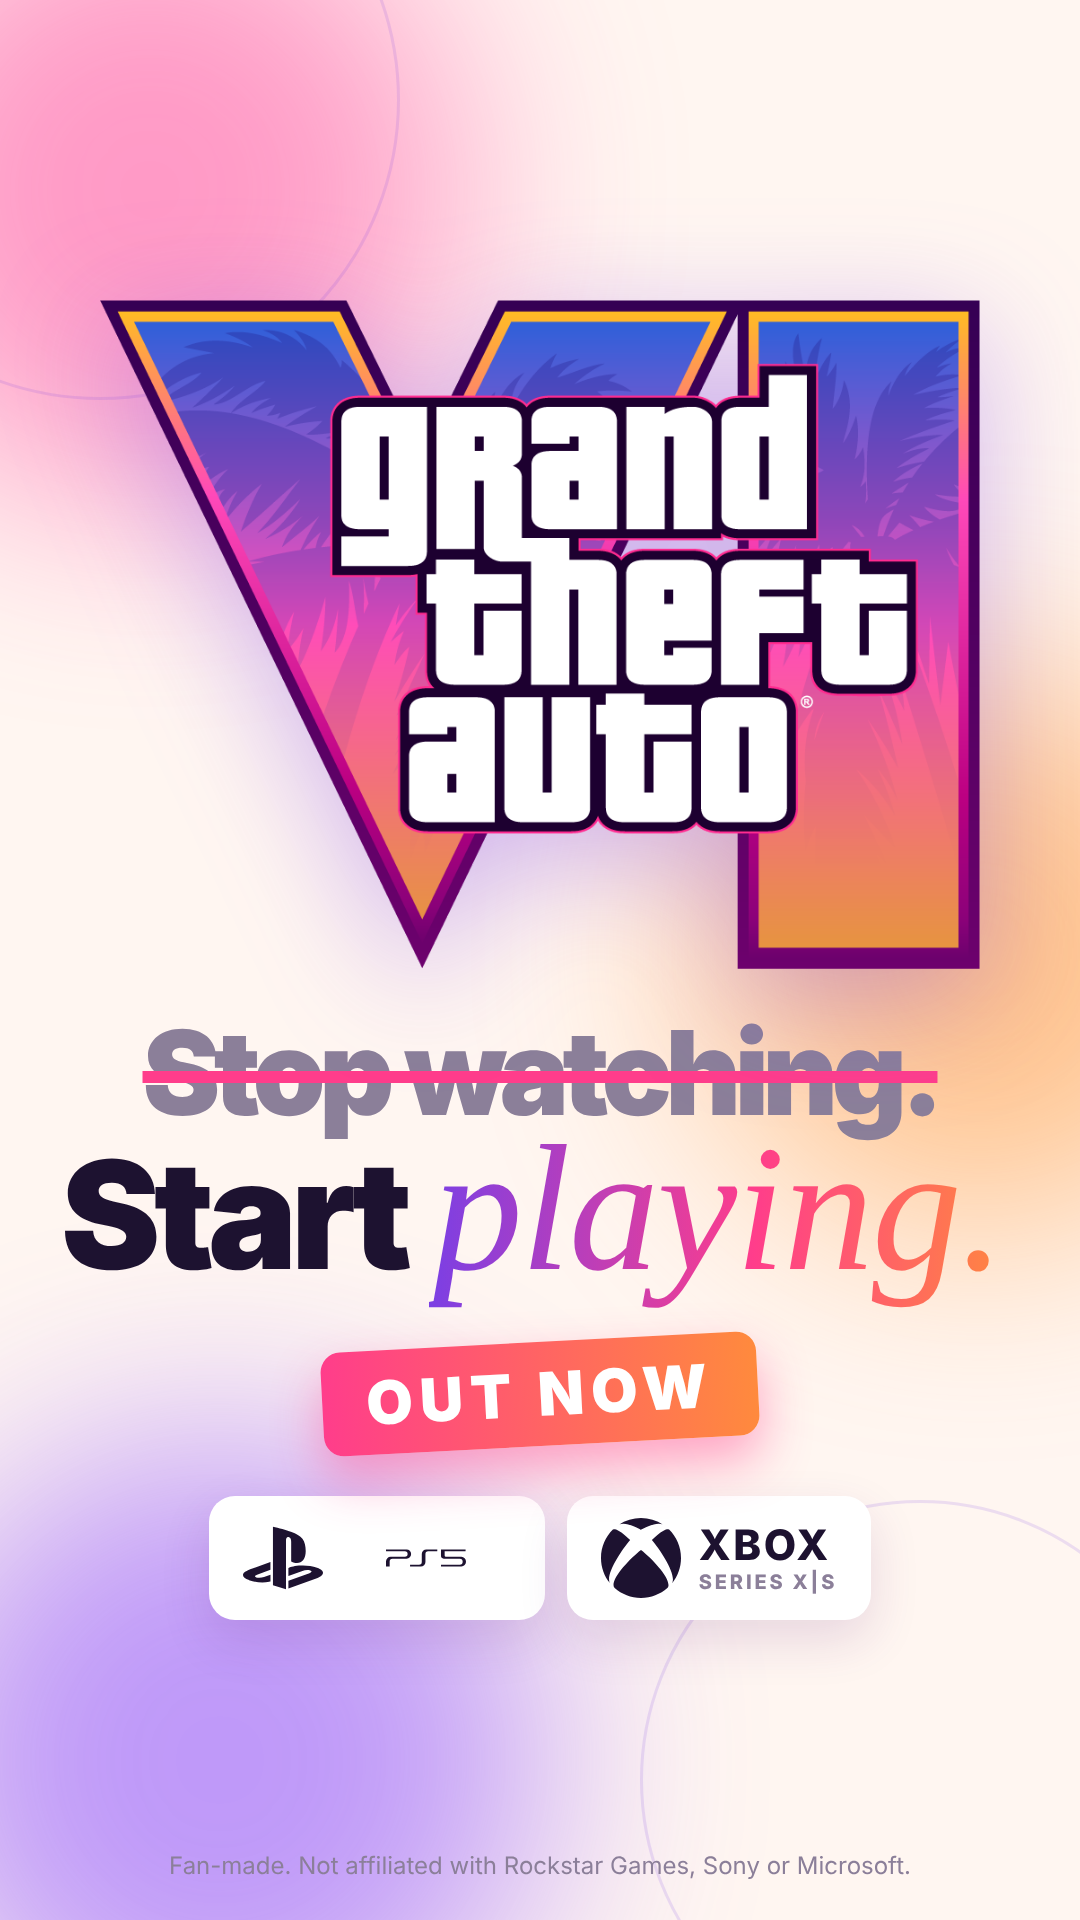 VI
grand
theft
auto®
Stop watching.
Start playing.
OUT NOW
PS5
XBOX
SERIES X|S
Fan-made. Not affiliated with Rockstar Games, Sony or Microsoft.